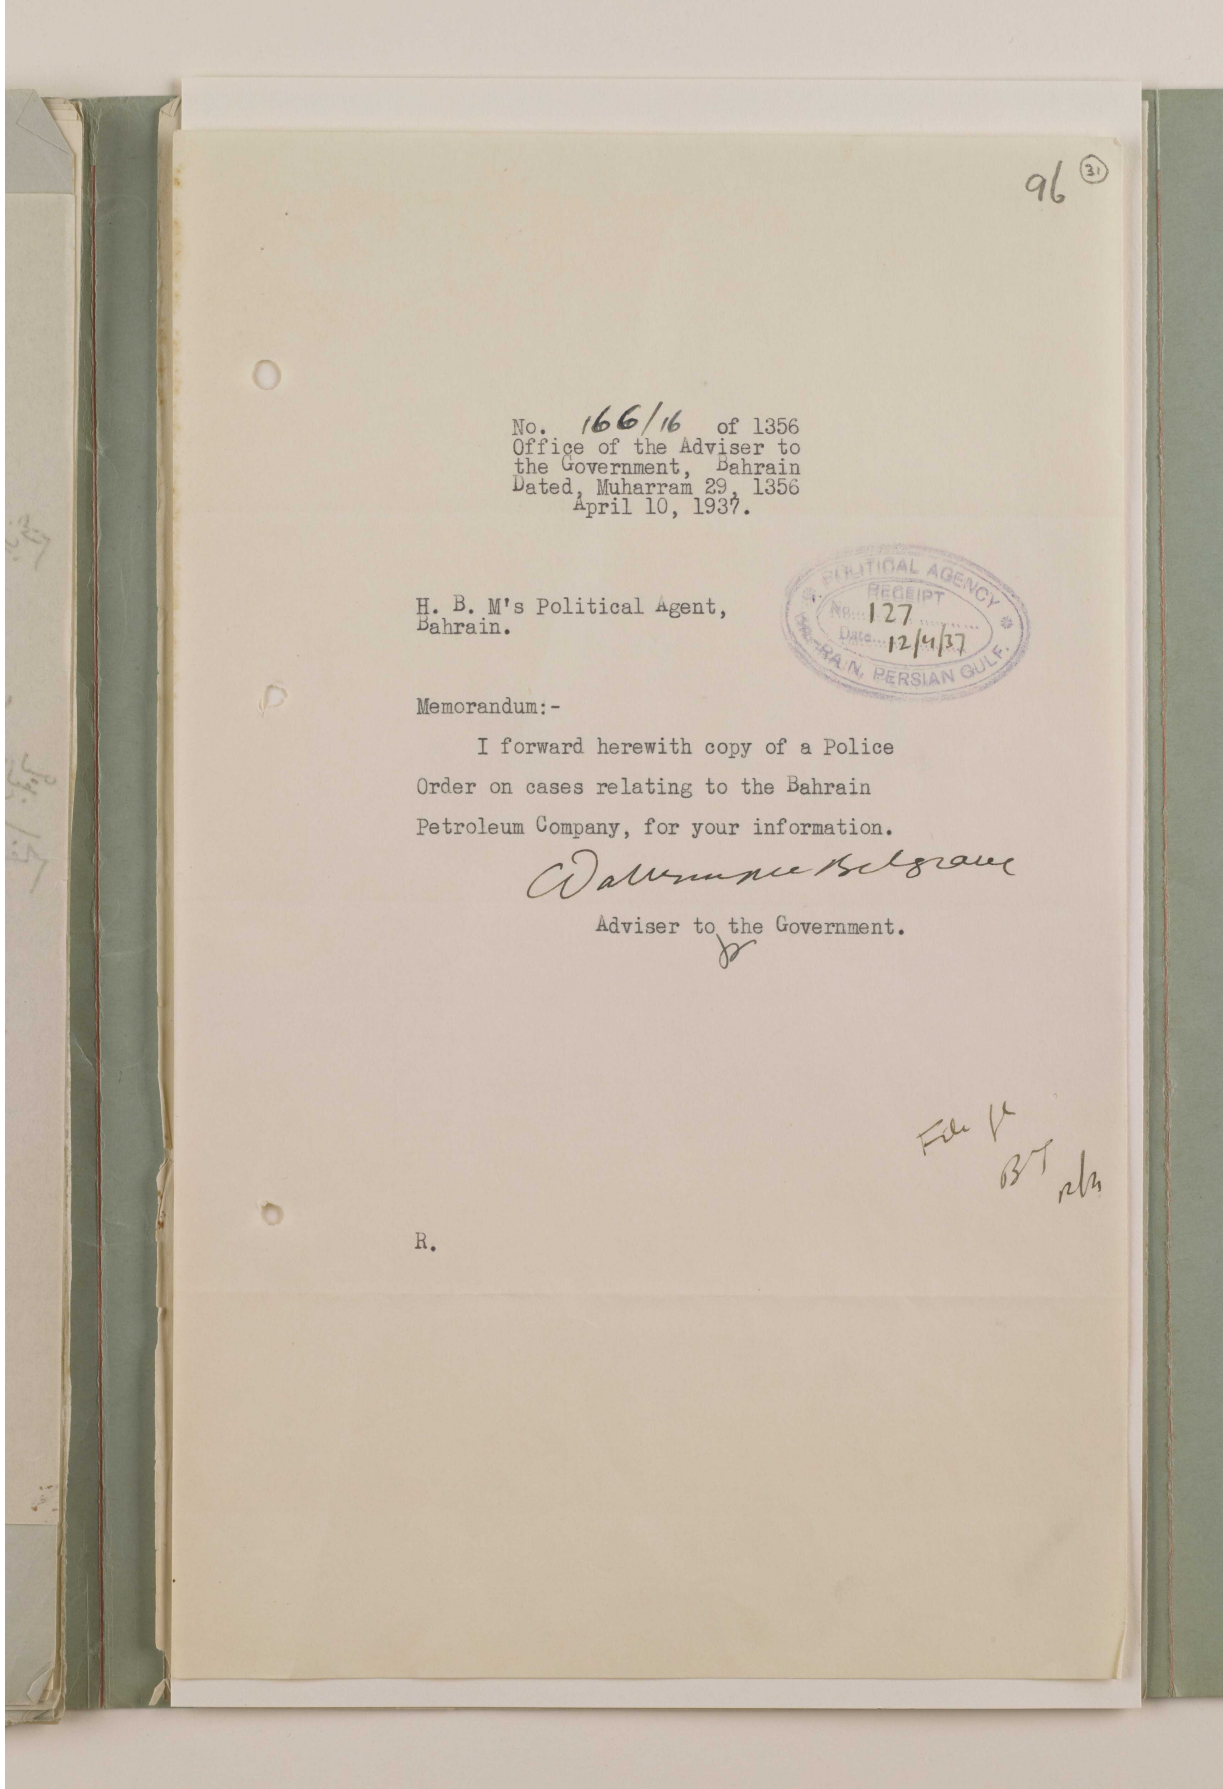 96 31
No. 166/16 of 1356
Office of the Adviser to
the Government, Bahrain
Dated, Muharram 29, 1356
April 10, 1937.
POLITICAL AGENCY
RECEIPT
No. 127
Date 12/4/37
BAHRAIN, PERSIAN GULF.
H. B. M's Political Agent,
Bahrain.
Memorandum:-
I forward herewith copy of a Police
Order on cases relating to the Bahrain
Petroleum Company, for your information.
CDalrymple Belgrave
Adviser to the Government.
File
R.